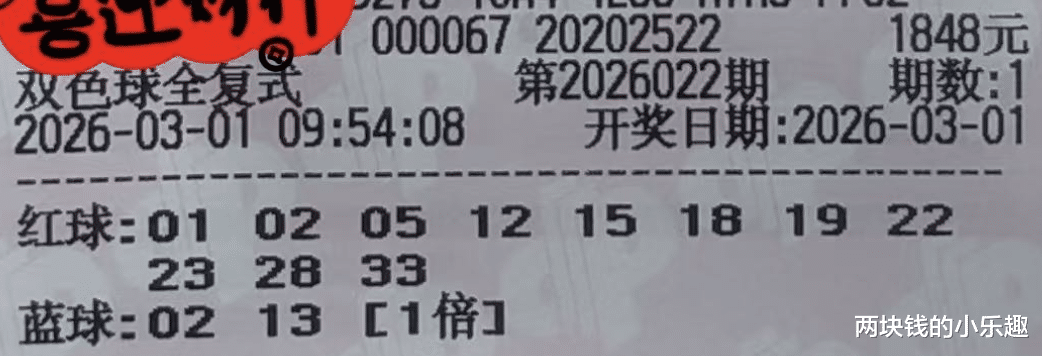 喜迎
000067 20202522 1848元
双色球全复式 第2026022期 期数:1
2026-03-01 09:54:08 开奖日期:2026-03-01
红球:01 02 05 12 15 18 19 22
23 28 33
蓝球:02 13 [1倍]
两块钱的小乐趣